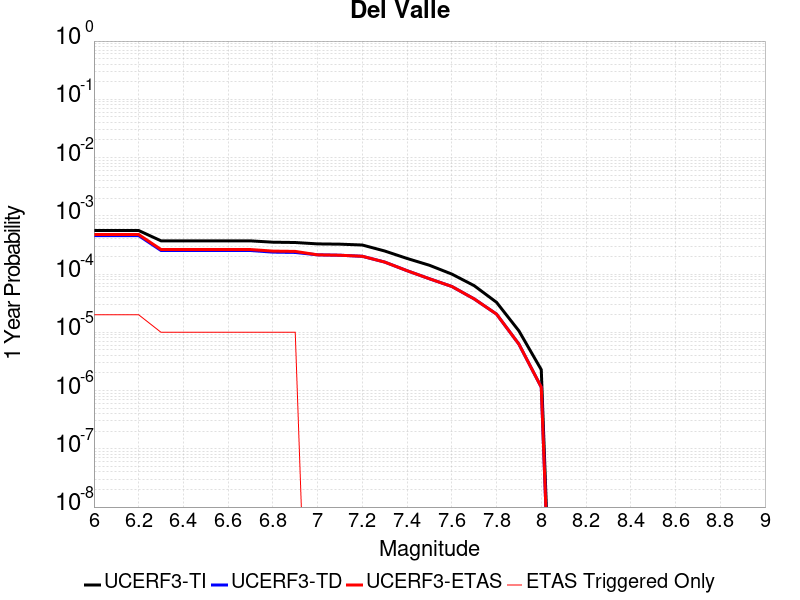 Del Valle
10^0
10^-1
10^-2
10^-3
10^-4
10^-5
10^-6
10^-7
10^-8
1 Year Probability
6 6.2 6.4 6.6 6.8 7 7.2 7.4 7.6 7.8 8 8.2 8.4 8.6 8.8 9
Magnitude
UCERF3-TI UCERF3-TD UCERF3-ETAS ETAS Triggered Only